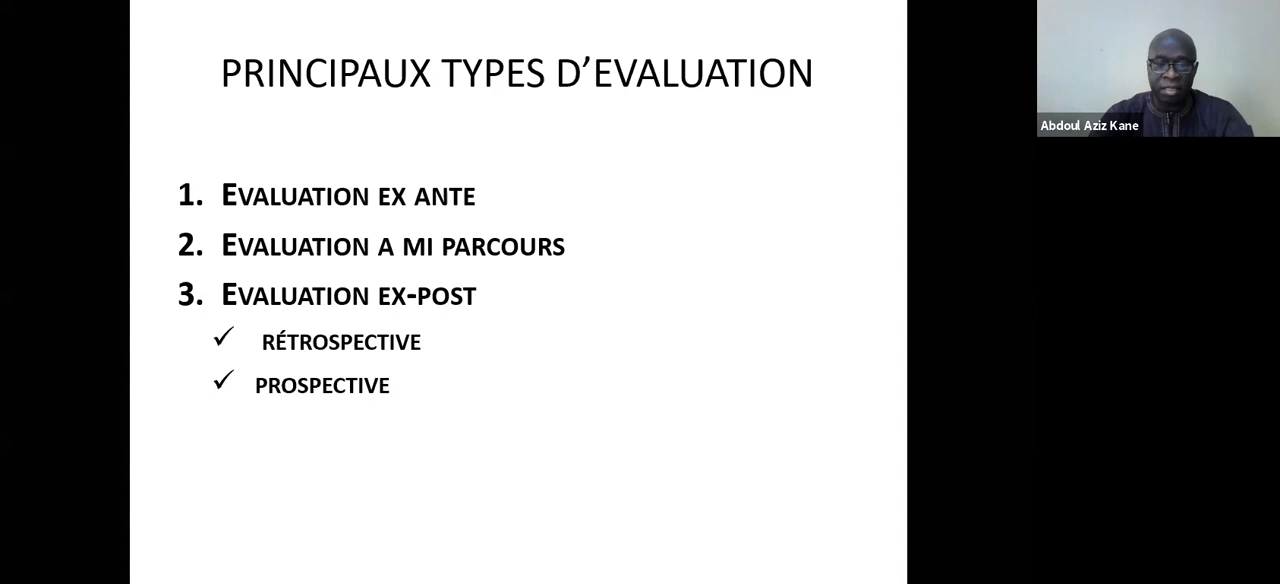 PRINCIPAUX TYPES D’EVALUATION
1. EVALUATION EX ANTE
2. EVALUATION A MI PARCOURS
3. EVALUATION EX-POST
✓ RÉTROSPECTIVE
✓ PROSPECTIVE
Abdoul Aziz Kane